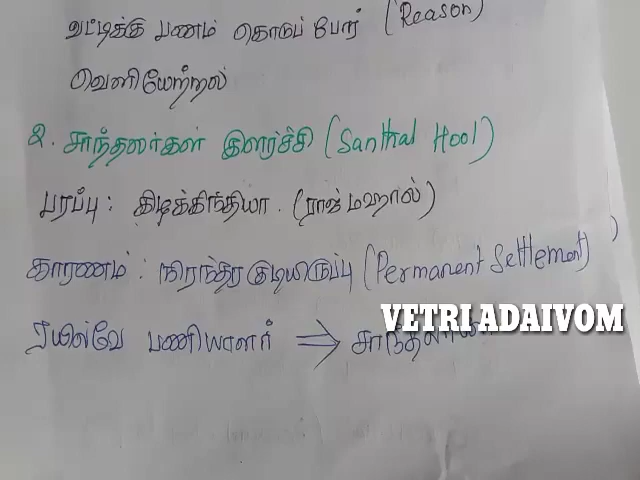 வட்டிக்கு பணம் கொடுப் போர் (Reason)
வெளியேற்றல்
2. சாந்தலர்கள் கிளர்ச்சி (Santhal Hool)
பரப்பு : கிழக்கிந்தியா. (ராஜ்மஹால்)
காரணம் : நிரந்தர குடியிருப்பு (Permanent Settlement)
ரயில்வே பணியாளர் ⇒
VETRI ADAIVOM